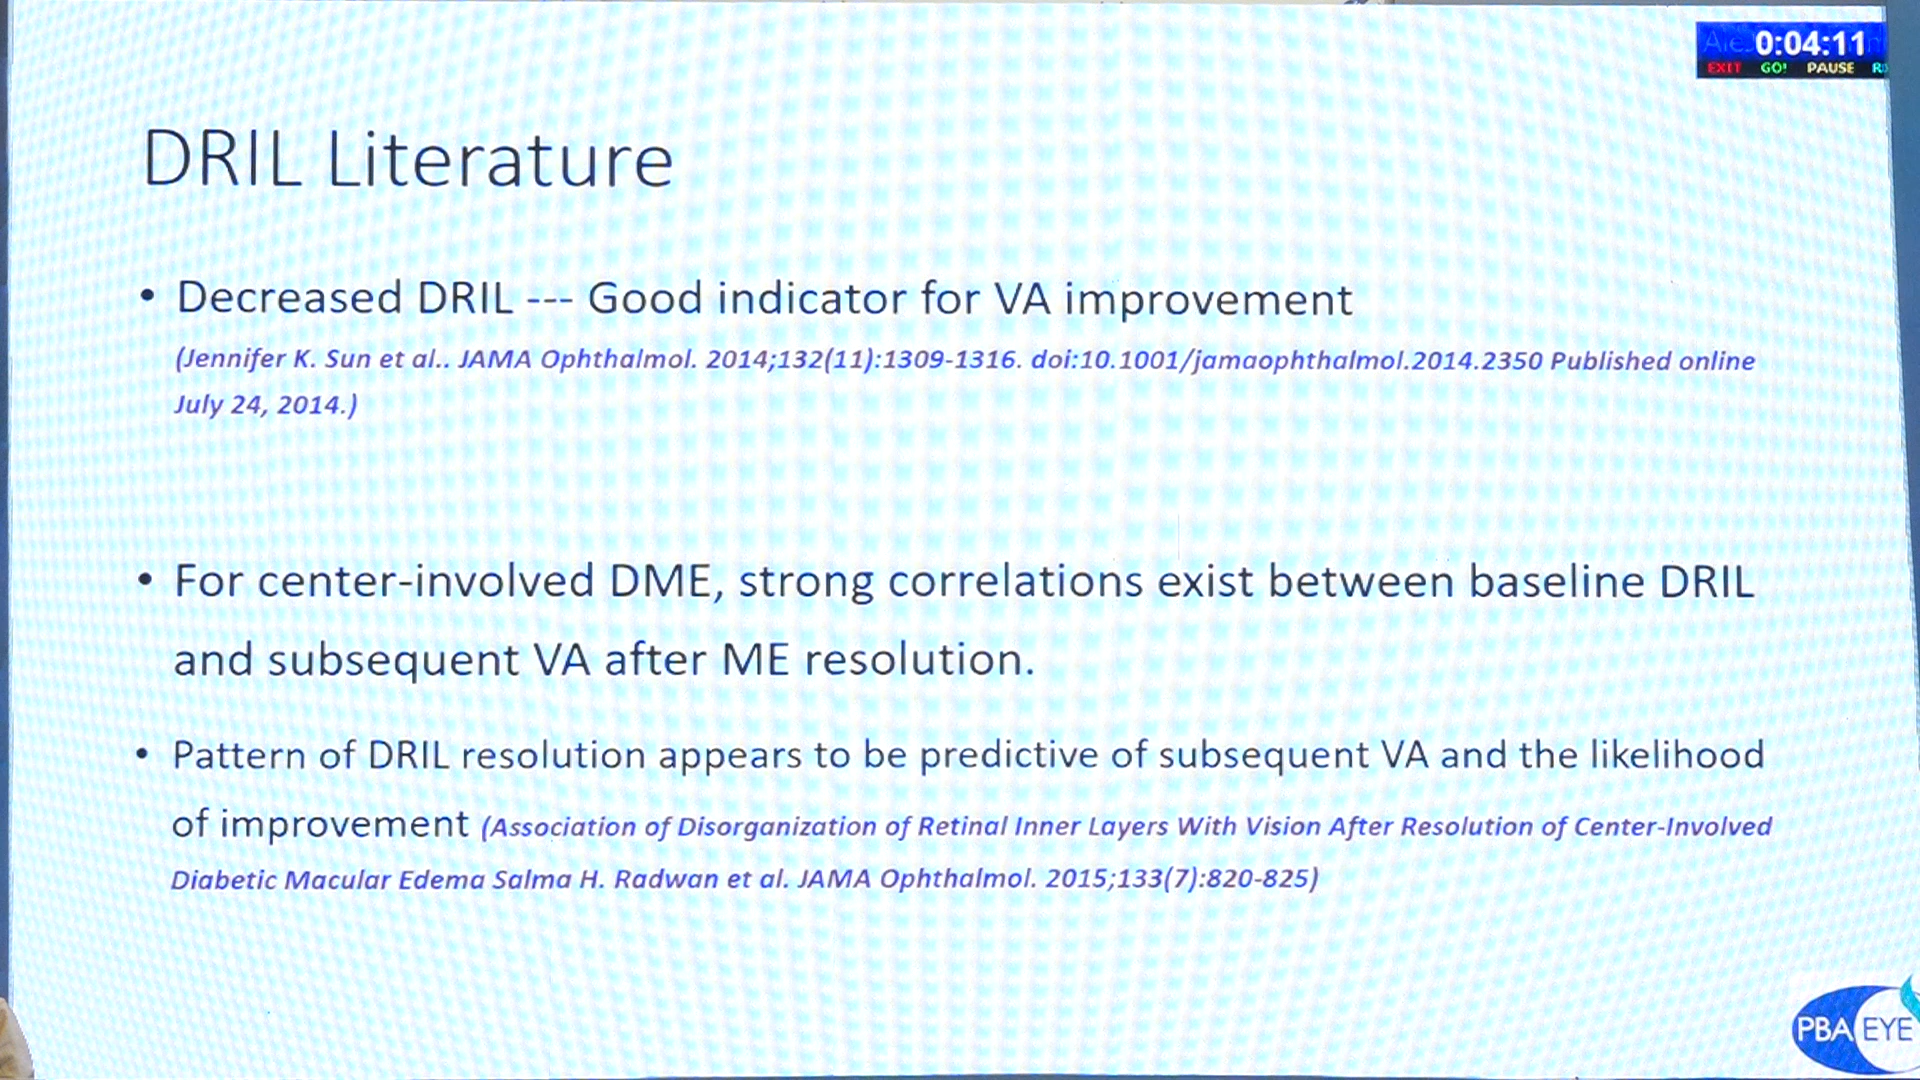 0:04:11
EXIT GO! PAUSE
DRIL Literature
• Decreased DRIL --- Good indicator for VA improvement
(Jennifer K. Sun et al.. JAMA Ophthalmol. 2014;132(11):1309-1316. doi:10.1001/jamaophthalmol.2014.2350 Published online
July 24, 2014.)
• For center-involved DME, strong correlations exist between baseline DRIL
and subsequent VA after ME resolution.
• Pattern of DRIL resolution appears to be predictive of subsequent VA and the likelihood
of improvement (Association of Disorganization of Retinal Inner Layers With Vision After Resolution of Center-Involved
Diabetic Macular Edema Salma H. Radwan et al. JAMA Ophthalmol. 2015;133(7):820-825)
PBA EYE